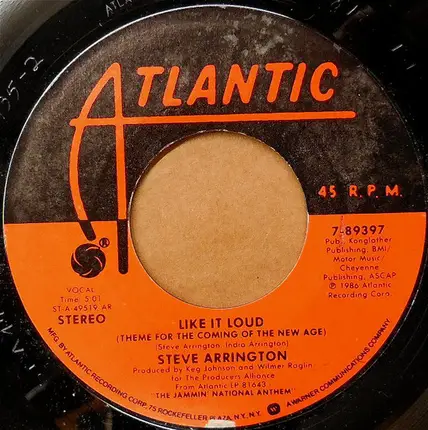 ATLANTIC
45 R.P.M.
7-89397
Publ. Konglather
Publishing, BMI/
Motor Music/
Cheyenne
Publishing, ASCAP
℗ 1986 Atlantic
Recording Corp.
®
VOCAL
Time: 5:01
ST-A-49519 AR
STEREO
LIKE IT LOUD
(THEME FOR THE COMING OF THE NEW AGE)
(Steve Arrington, Indra Arrington)
STEVE ARRINGTON
Produced by Keg Johnson and Wilmer Raglin
for The Producers Alliance
From Atlantic LP 81643
"THE JAMMIN' NATIONAL ANTHEM"
MFG. BY ATLANTIC RECORDING CORP., 75 ROCKEFELLER PLAZA, N.Y., N.Y. A WARNER COMMUNICATIONS COMPANY